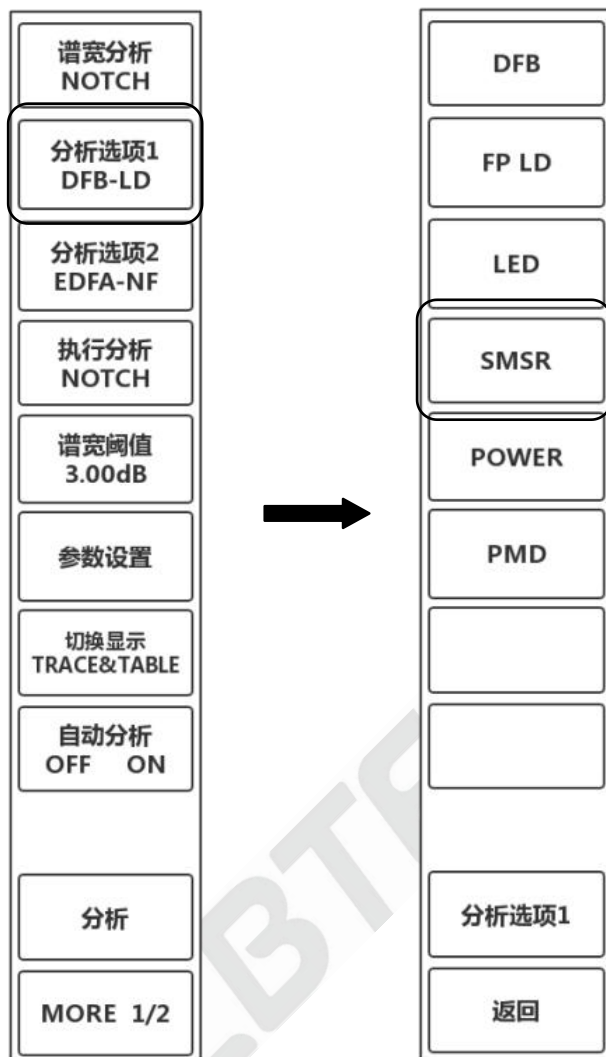 谱宽分析
NOTCH
分析选项1
DFB-LD
分析选项2
EDFA-NF
执行分析
NOTCH
谱宽阈值
3.00dB
参数设置
切换显示
TRACE&TABLE
自动分析
OFF ON
分析
MORE 1/2
DFB
FP LD
LED
SMSR
POWER
PMD
分析选项1
返回